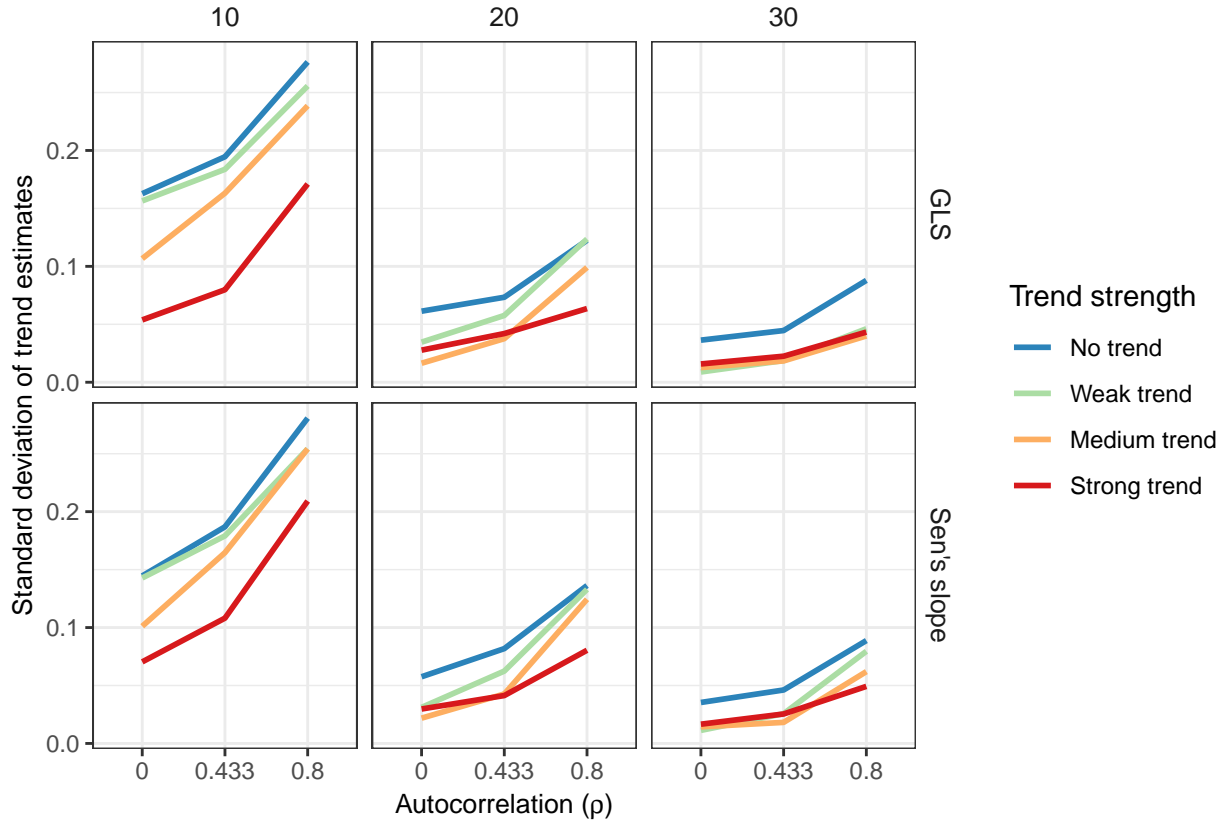 10 20 30
Standard deviation of trend estimates
0.2
0.1
0.0
GLS
0.2
0.1
0.0
Sen's slope
0 0.433 0.8 0 0.433 0.8 0 0.433 0.8
Autocorrelation (ρ)
Trend strength
No trend
Weak trend
Medium trend
Strong trend